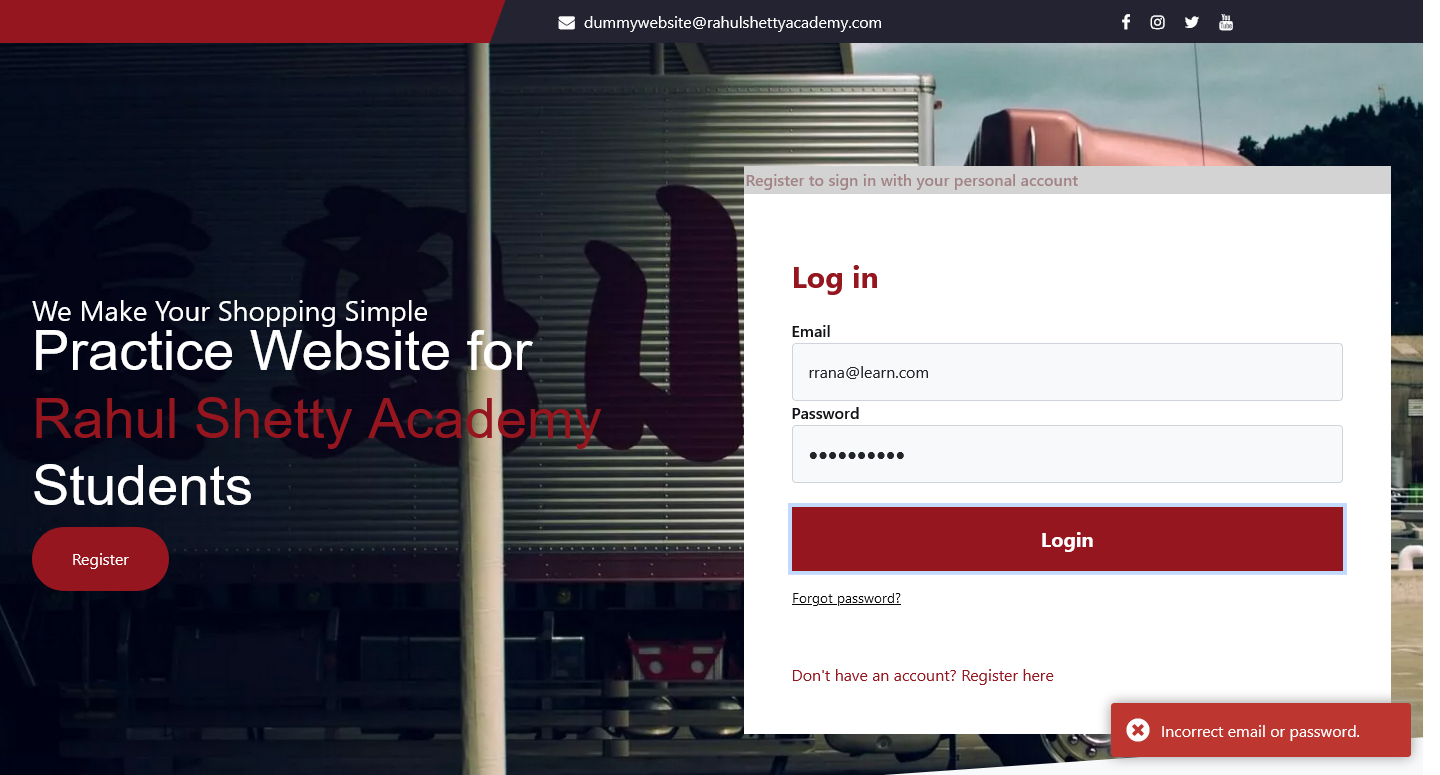 dummywebsite@rahulshettyacademy.com
We Make Your Shopping Simple
Practice Website for
Rahul Shetty Academy
Students
Register
Register to sign in with your personal account
Log in
Email
rrana@learn.com
Password
••••••••••
Login
Forgot password?
Don't have an account? Register here
Incorrect email or password.